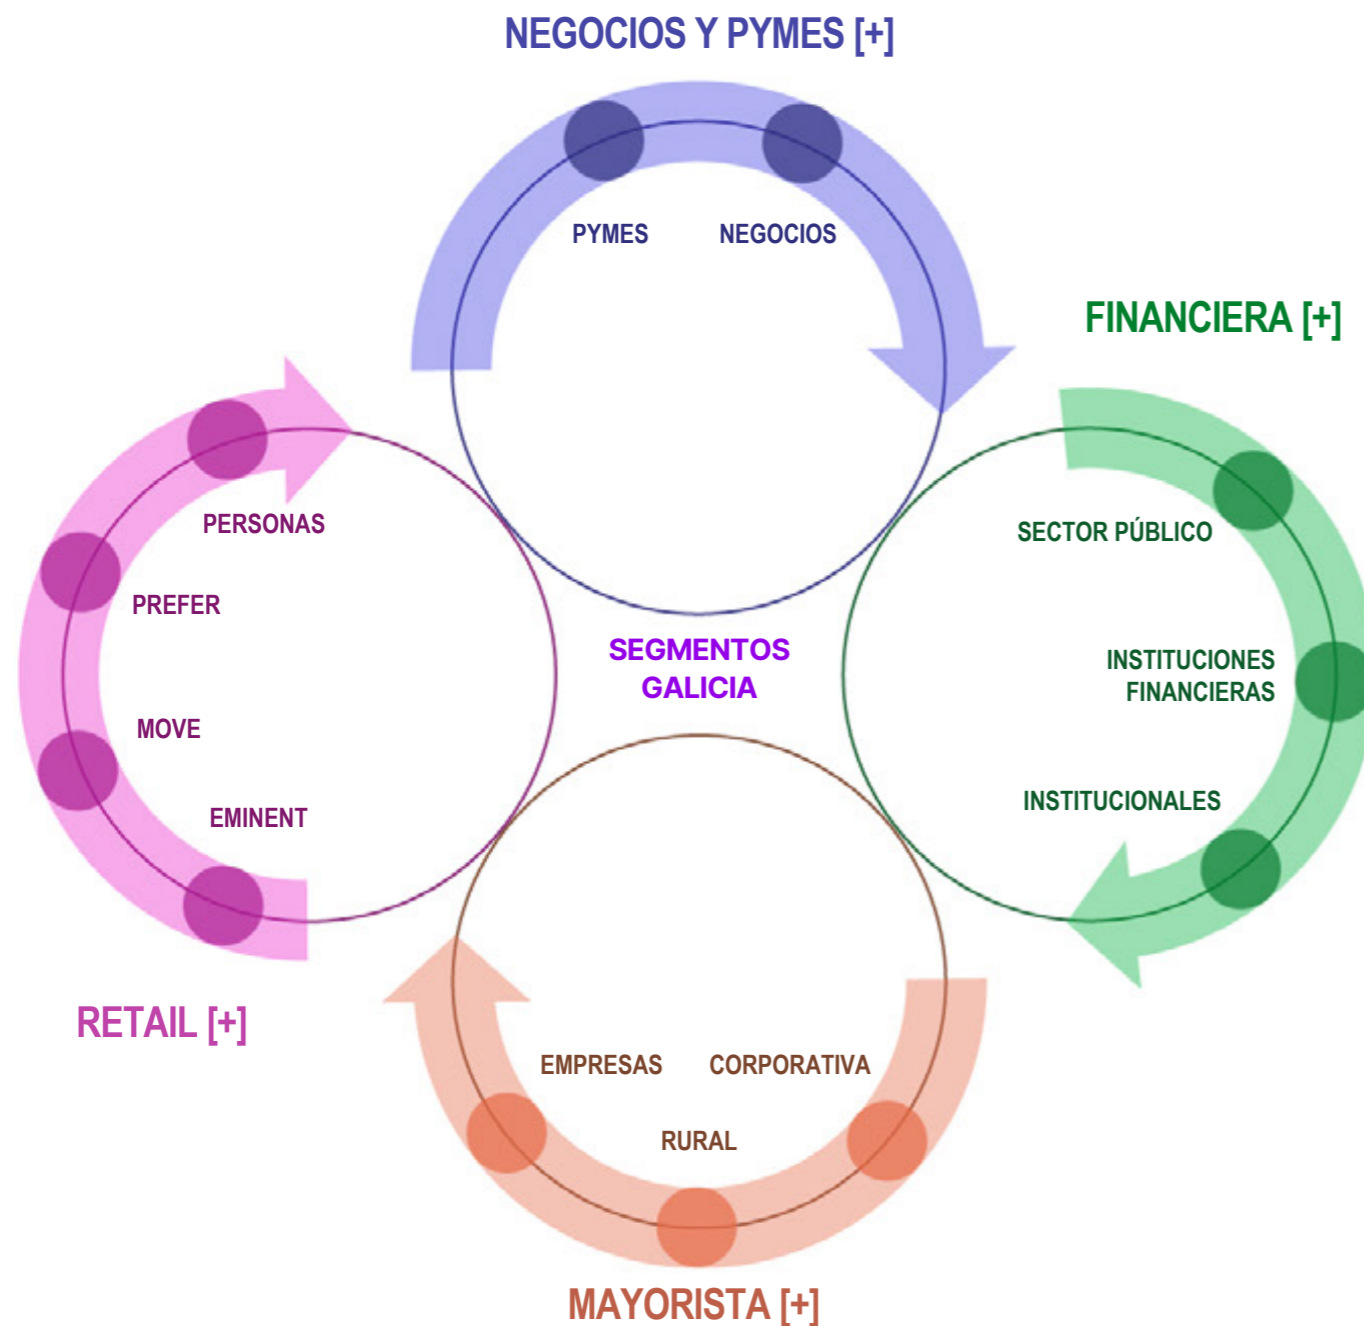 NEGOCIOS Y PYMES [+]
PYMES
NEGOCIOS
FINANCIERA [+]
SECTOR PÚBLICO
INSTITUCIONES
FINANCIERAS
INSTITUCIONALES
SEGMENTOS
GALICIA
PERSONAS
PREFER
MOVE
EMINENT
RETAIL [+]
EMPRESAS
CORPORATIVA
RURAL
MAYORISTA [+]